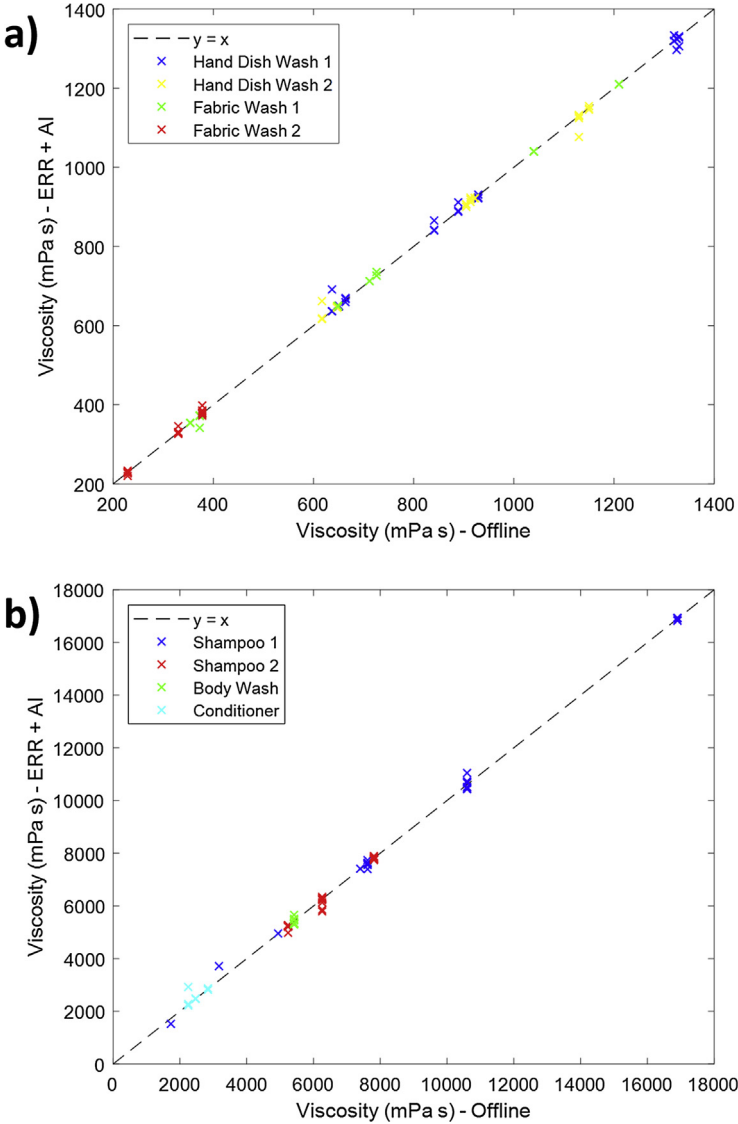 a)
1400
1200
1000
800
600
400
200
Viscosity (mPa s) - ERR + AI
y = x
Hand Dish Wash 1
Hand Dish Wash 2
Fabric Wash 1
Fabric Wash 2
200 400 600 800 1000 1200 1400
Viscosity (mPa s) - Offline
b)
18000
16000
14000
12000
10000
8000
6000
4000
2000
0
Viscosity (mPa s) - ERR + AI
y = x
Shampoo 1
Shampoo 2
Body Wash
Conditioner
0 2000 4000 6000 8000 10000 12000 14000 16000 18000
Viscosity (mPa s) - Offline